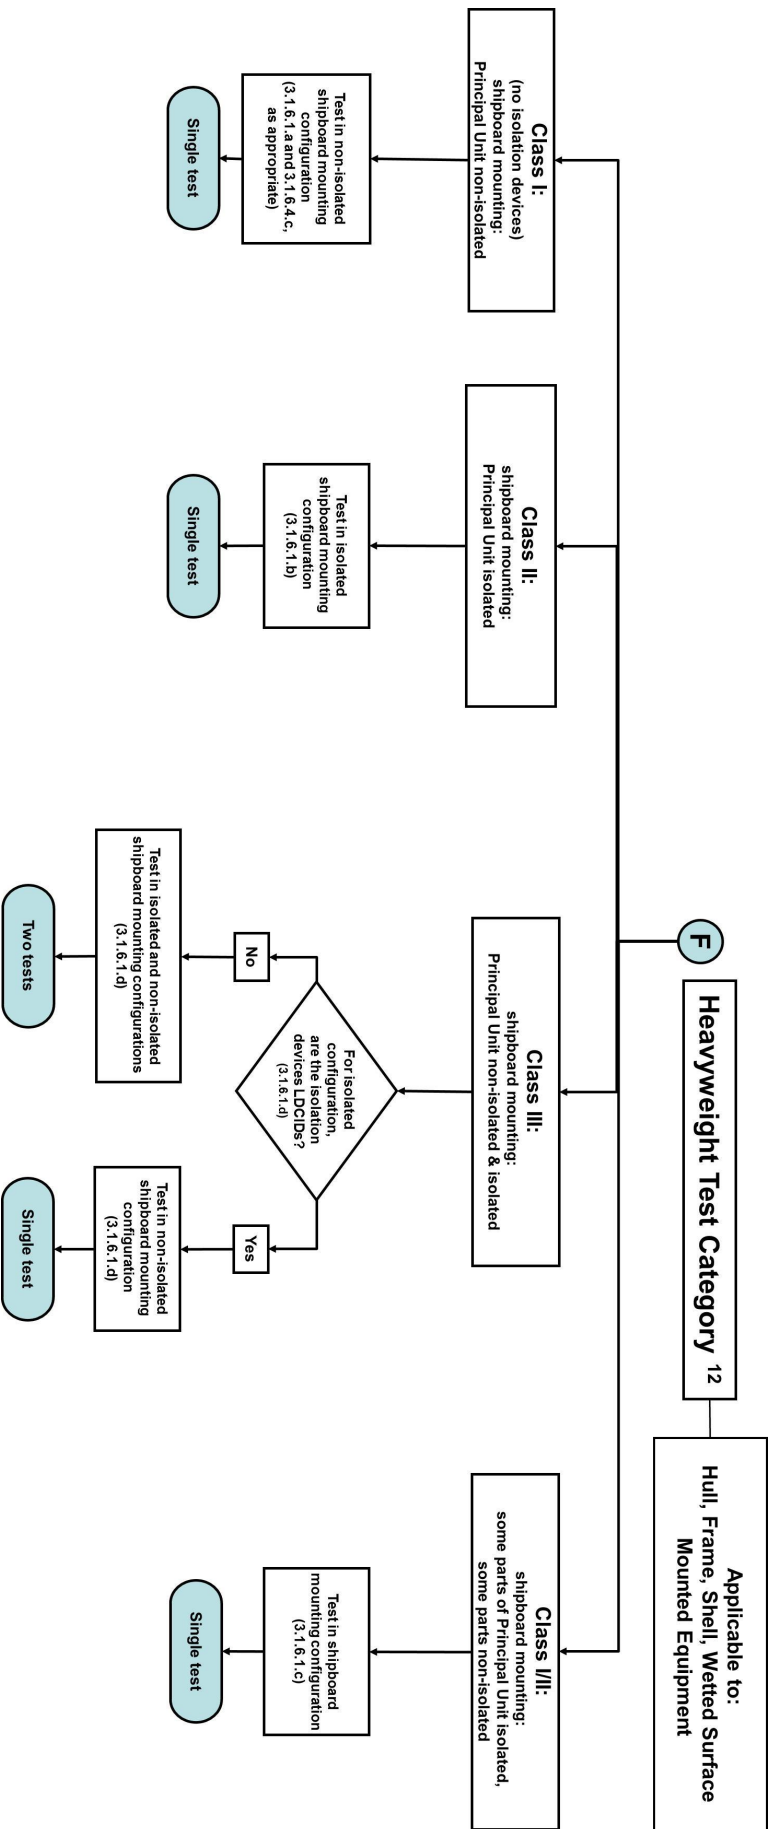 F
Heavyweight Test Category 12
Applicable to:
Hull, Frame, Shell, Wetted Surface
Mounted Equipment
Class I:
(no isolation devices)
shipboard mounting:
Principal Unit non-isolated
Test in non-isolated
shipboard mounting
configuration
(3.1.6.1.a and 3.1.6.4.c,
as appropriate)
Single test
Class II:
shipboard mounting:
Principal Unit isolated
Test in isolated
shipboard mounting
configuration
(3.1.6.1.b)
Single test
Class III:
shipboard mounting:
Principal Unit non-isolated & isolated
For isolated
configuration,
are the isolation
devices LDCIDs?
(3.1.6.1.d)
No
Test in isolated and non-isolated
shipboard mounting configurations
(3.1.6.1.d)
Two tests
Yes
Test in non-isolated
shipboard mounting
configuration
(3.1.6.1.d)
Single test
Class I/II:
shipboard mounting:
some parts of Principal Unit isolated,
some parts non-isolated
Test in shipboard
mounting configuration
(3.1.6.1.c)
Single test